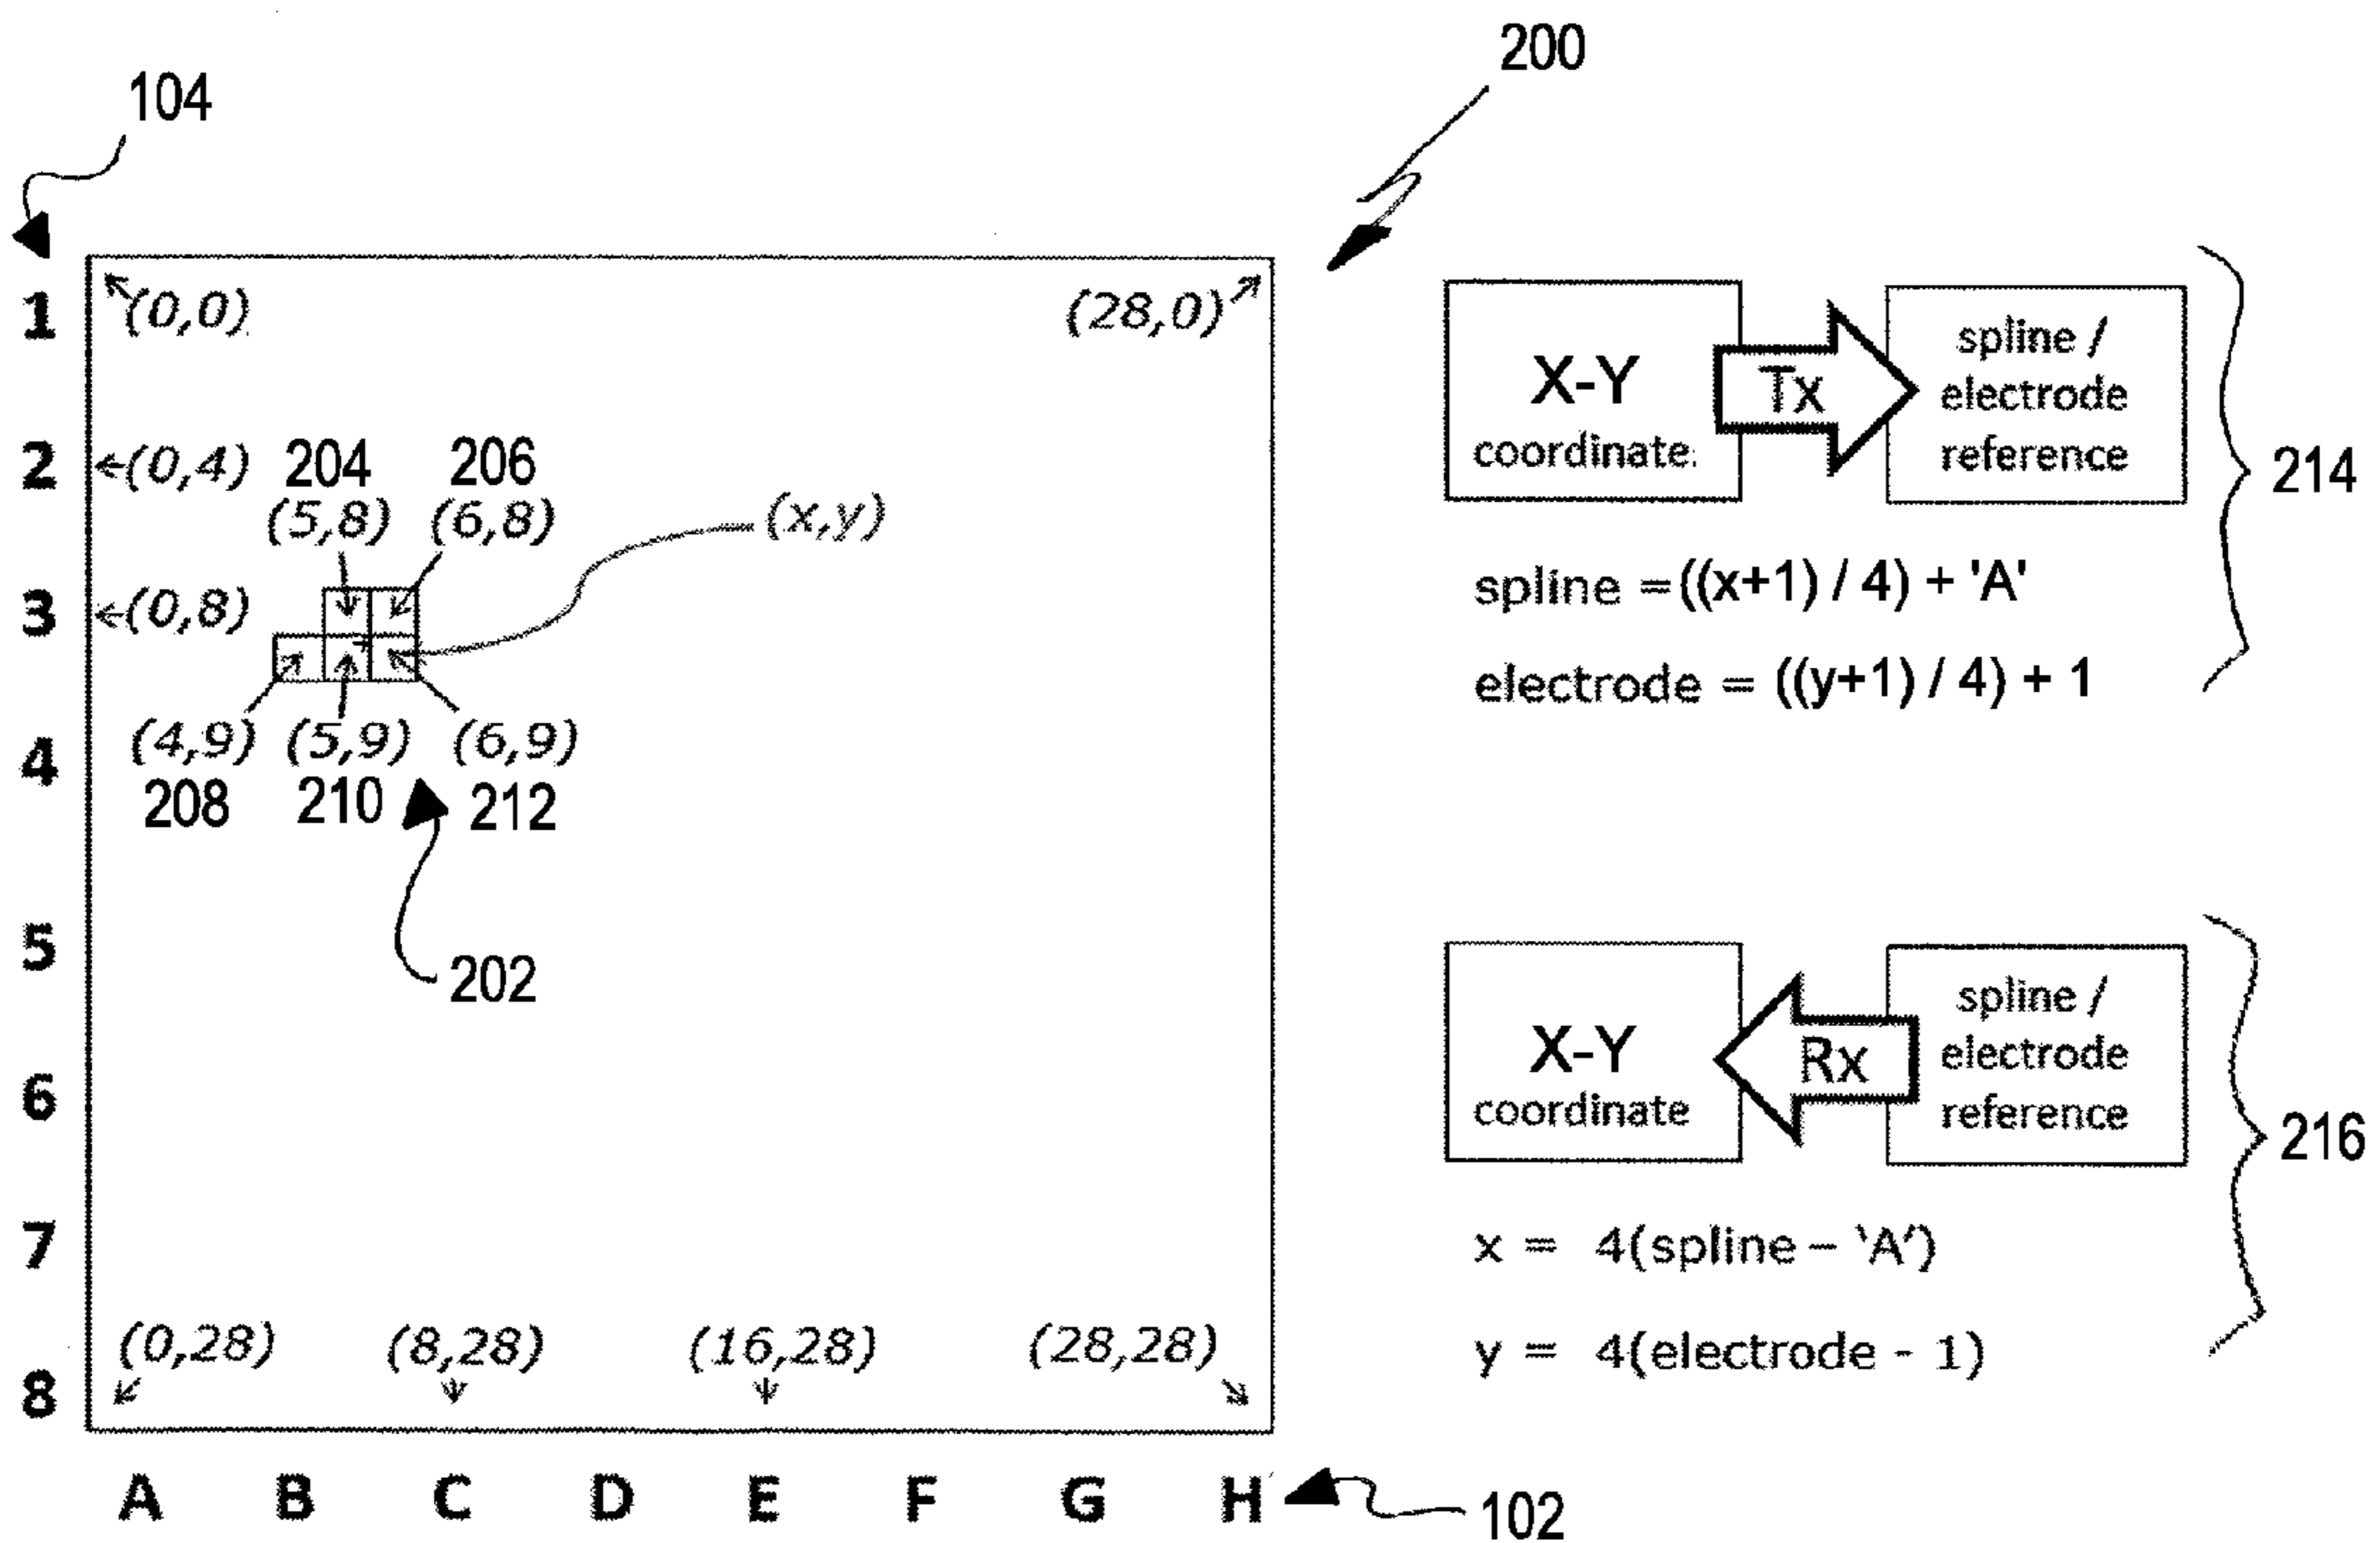 200
104
1
(0,0)
(28,0)
2
(0,4)
204
206
(5,8)
(6,8)
(x,y)
3
(0,8)
4
(4,9)
(5,9)
(6,9)
208
210
212
202
5
6
7
(0,28)
(8,28)
(16,28)
(28,28)
8
A B C D E F G H
102
X-Y
coordinate
Tx
spline /
electrode
reference
214
spline =((x+1) / 4) + 'A'
electrode = ((y+1) / 4) + 1
X-Y
coordinate
Rx
spline /
electrode
reference
216
x = 4(spline – ‘A’)
y = 4(electrode - 1)